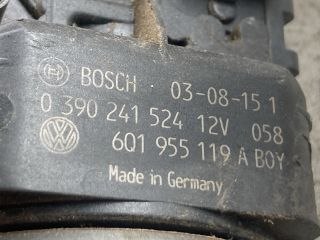 BOSCH · 03-08-15 1
0 390 241 524 12V 058
6Q1 955 119 A BOY
Made in Germany